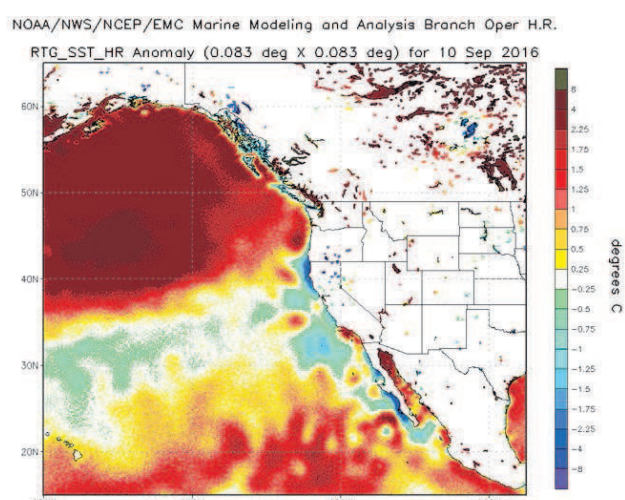 NOAA/NWS/NCEP/EMC Marine Modeling and Analysis Branch Oper H.R.
RTG_SST_HR Anomaly (0.083 deg X 0.083 deg) for 10 Sep 2016
60N
50N
40N
30N
20N
8
4
2.25
1.75
1.5
1.25
1
0.75
0.5
0.25
-0.25
-0.5
-0.75
-1
-1.25
-1.5
-1.75
-2.25
-4
-8
degrees C